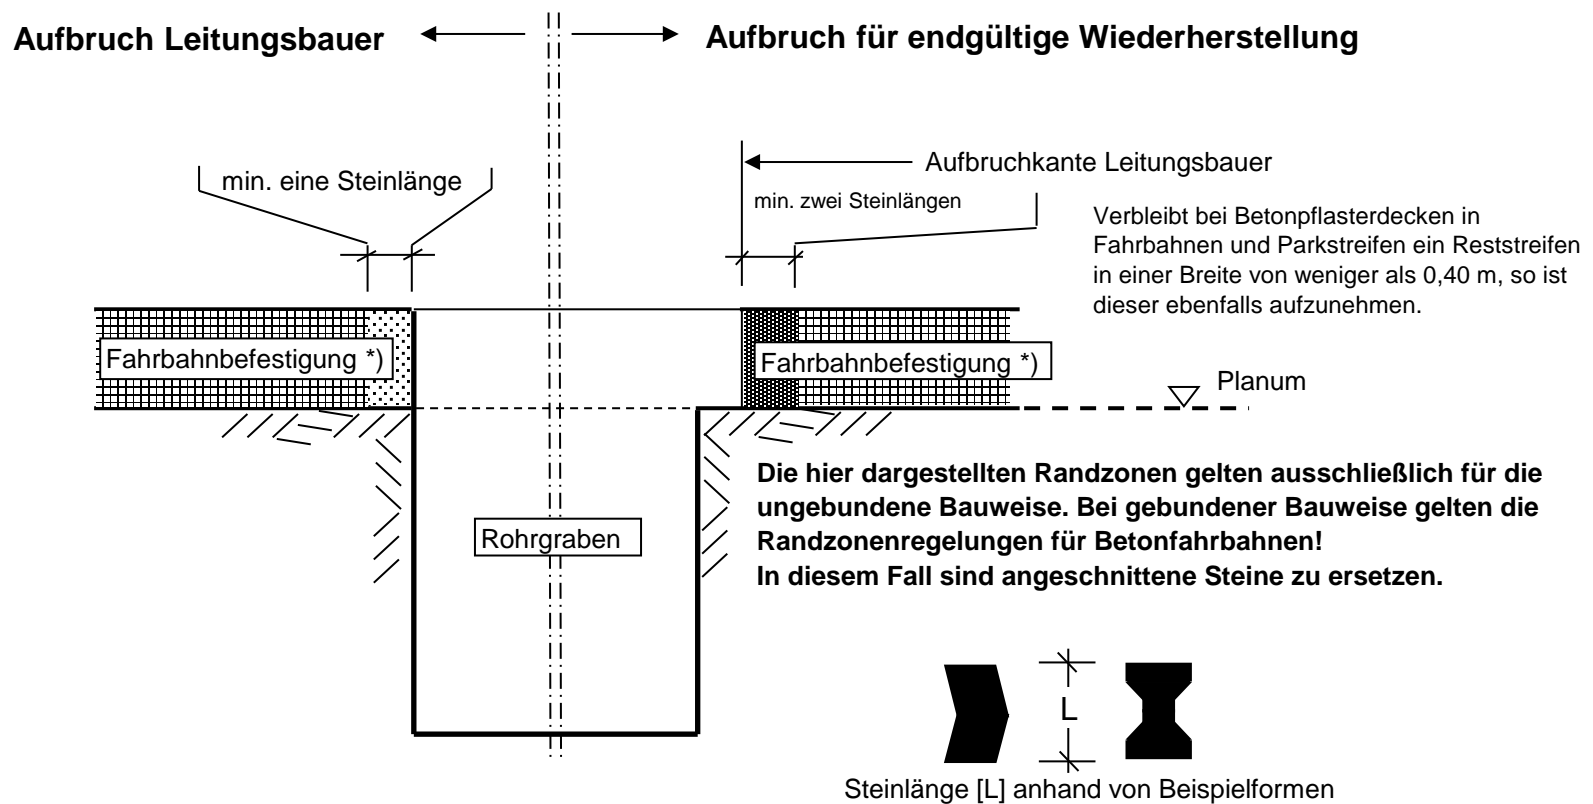 Aufbruch Leitungsbauer
Aufbruch für endgültige Wiederherstellung
min. eine Steinlänge
Aufbruchkante Leitungsbauer
min. zwei Steinlängen
Verbleibt bei Betonpflasterdecken in
Fahrbahnen und Parkstreifen ein Reststreifen
in einer Breite von weniger als 0,40 m, so ist
dieser ebenfalls aufzunehmen.
Fahrbahnbefestigung *)
Fahrbahnbefestigung *)
Planum
Die hier dargestellten Randzonen gelten ausschließlich für die
ungebundene Bauweise. Bei gebundener Bauweise gelten die
Randzonenregelungen für Betonfahrbahnen!
In diesem Fall sind angeschnittene Steine zu ersetzen.
Rohrgraben
L
Steinlänge [L] anhand von Beispielformen